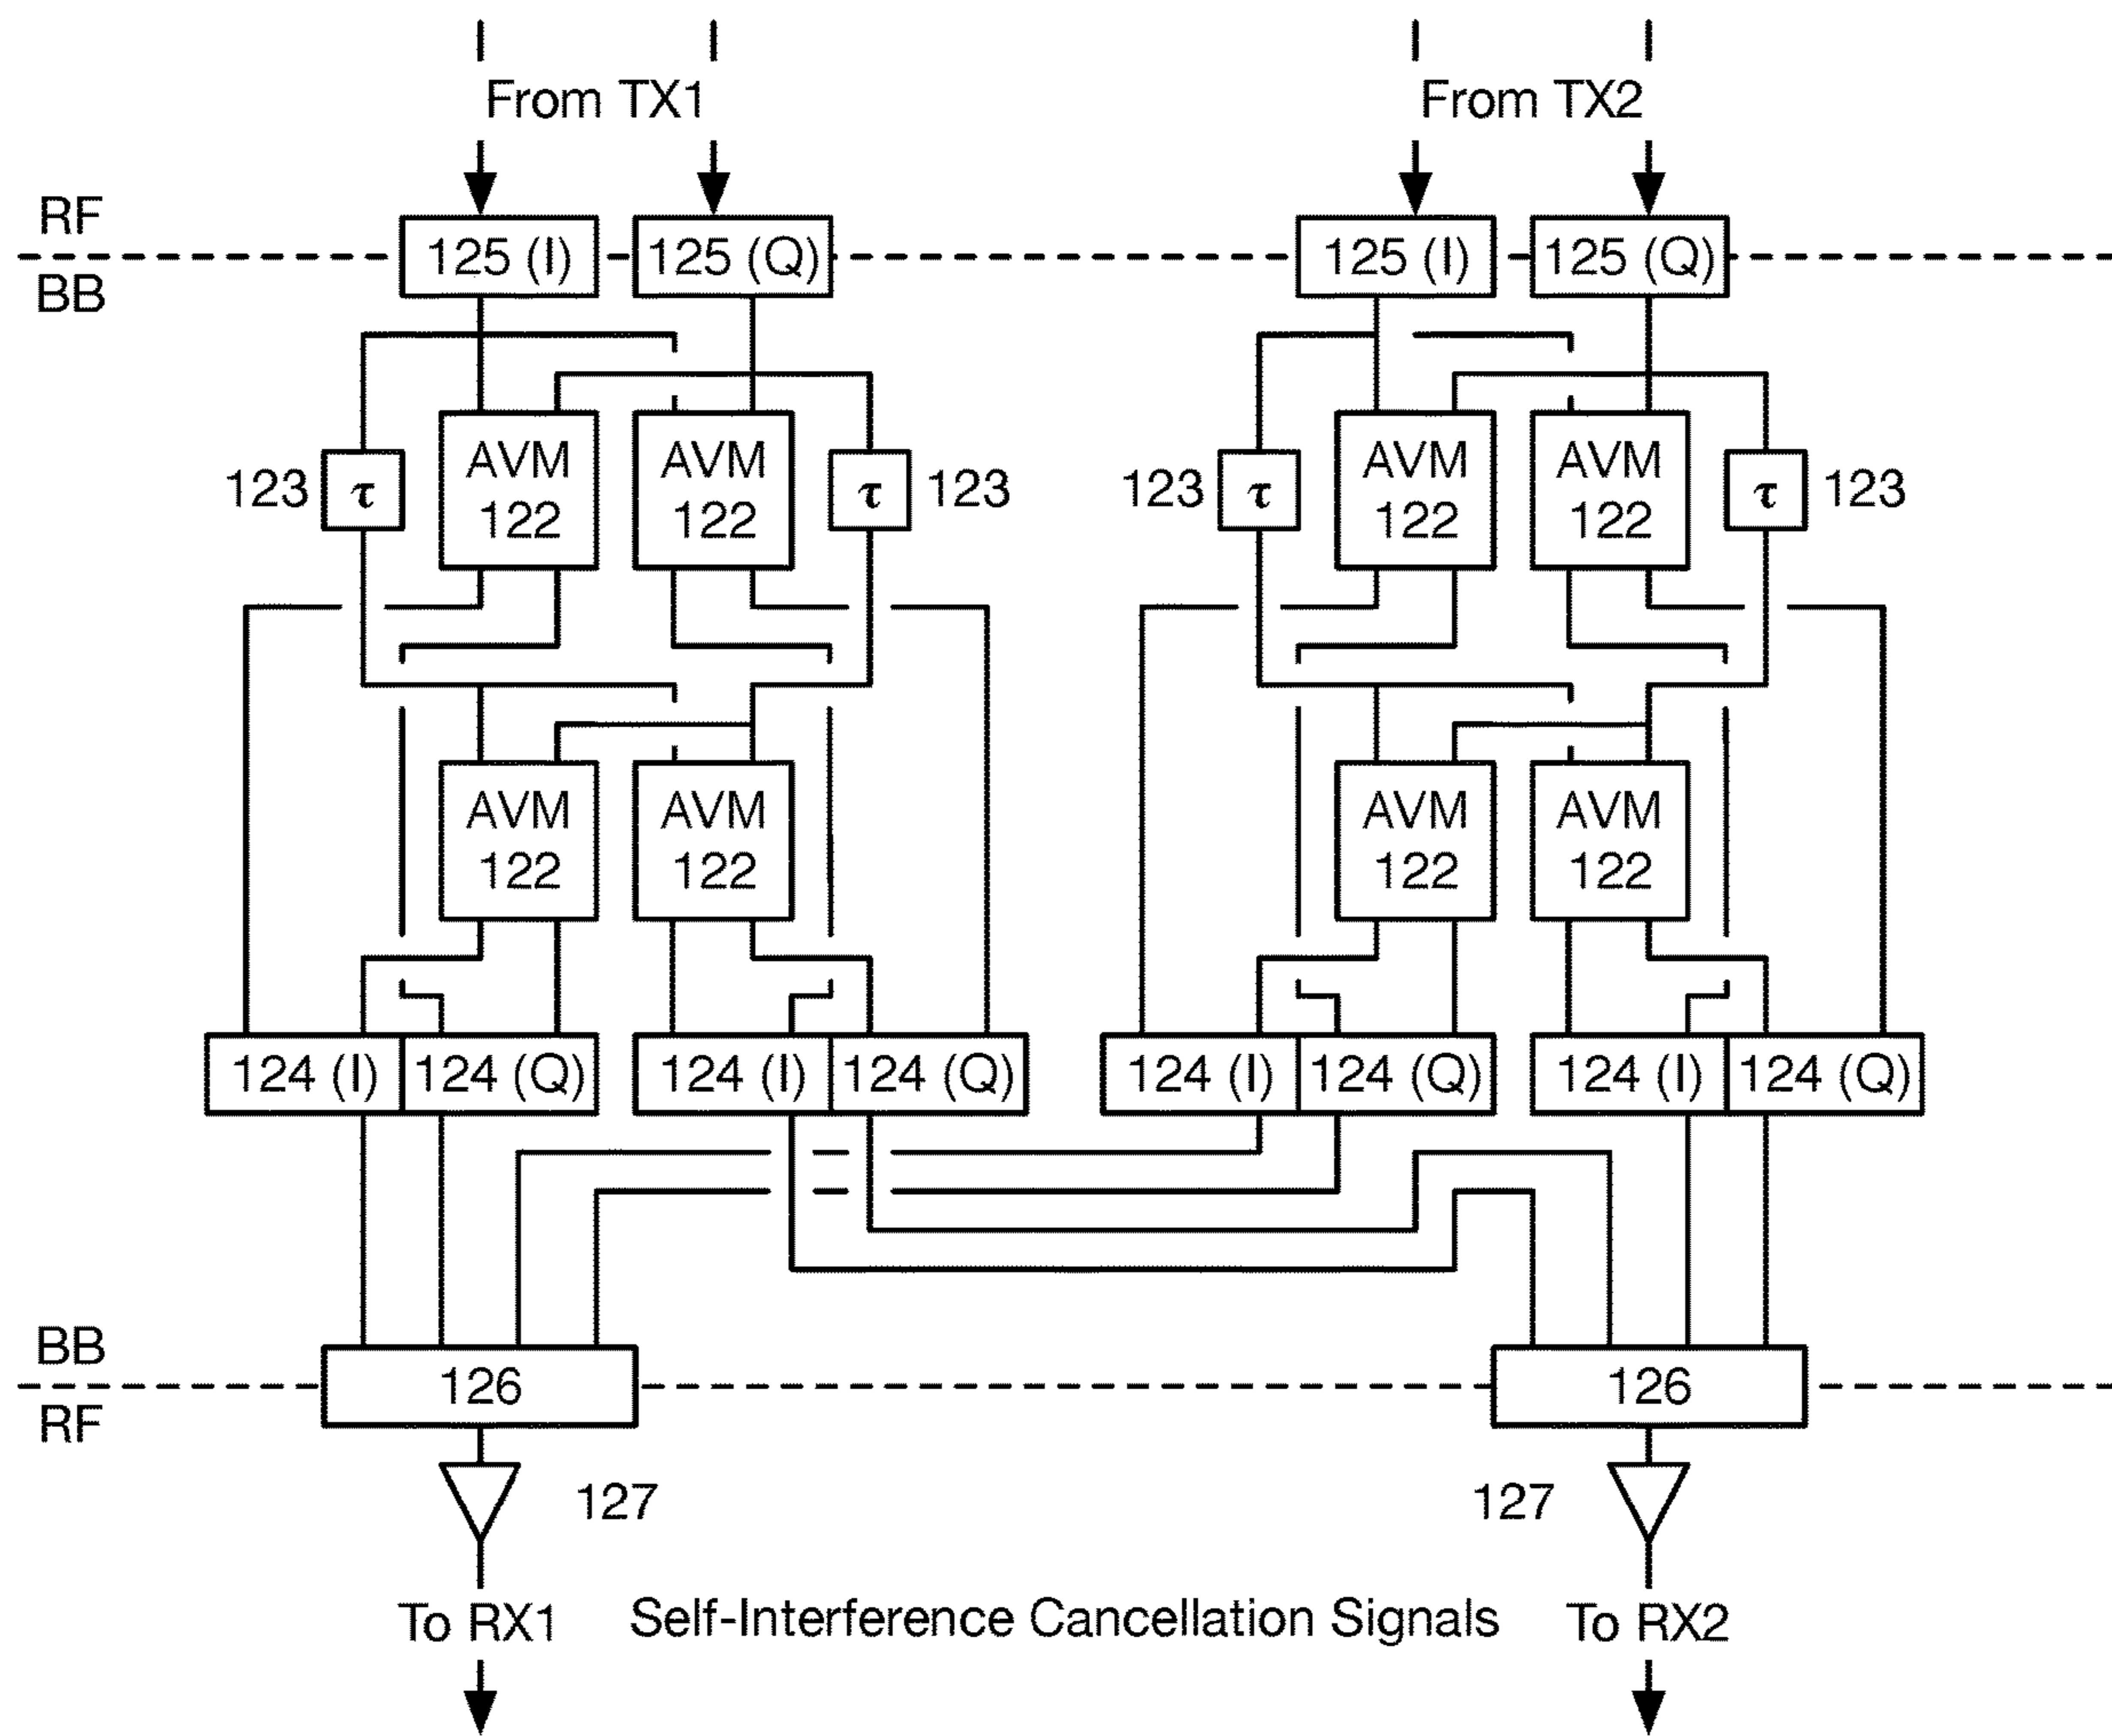 From TX1
From TX2
RF
125 (I)
125 (Q)
125 (I)
125 (Q)
BB
123
τ
AVM
122
AVM
122
τ
123
123
τ
AVM
122
AVM
122
τ
123
AVM
122
AVM
122
AVM
122
AVM
122
124 (I)
124 (Q)
124 (I)
124 (Q)
124 (I)
124 (Q)
124 (I)
124 (Q)
BB
126
126
RF
127
127
To RX1
Self-Interference Cancellation Signals
To RX2